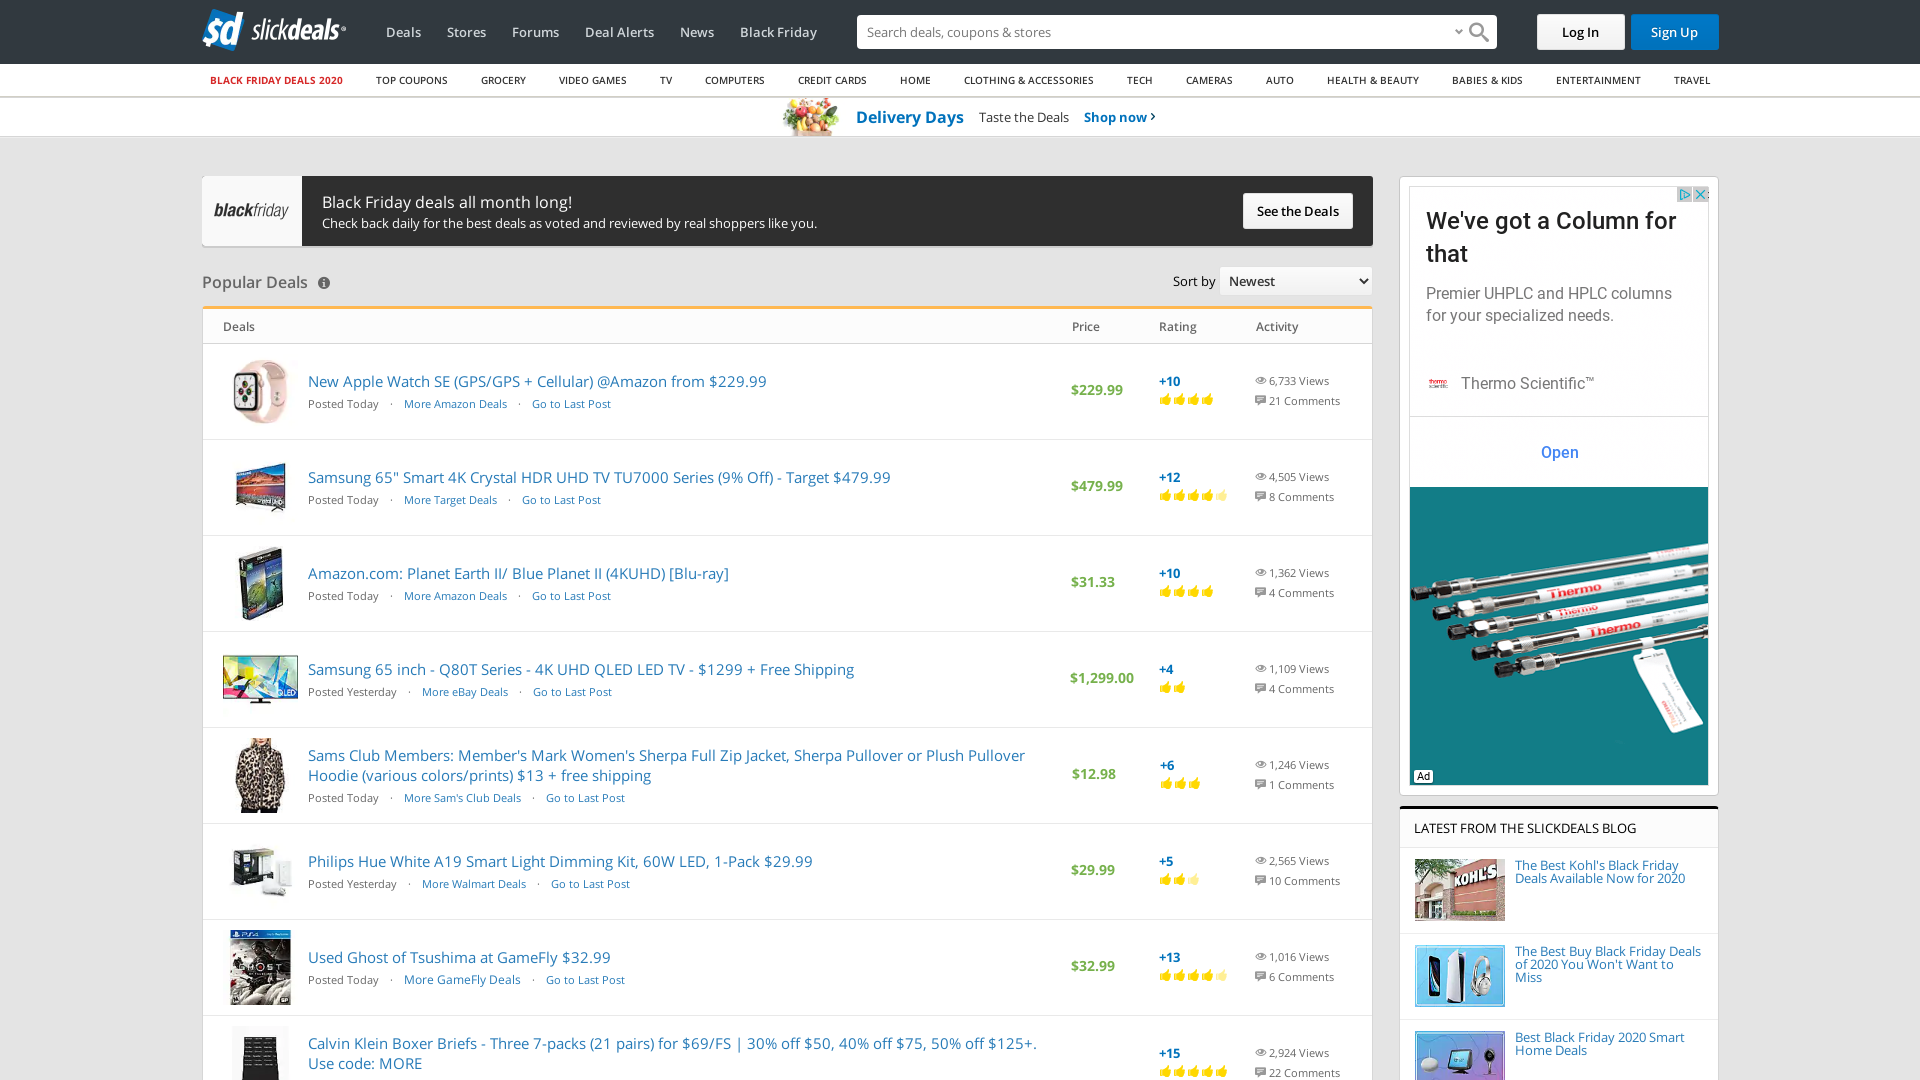 slickdeals
Deals
Stores
Forums
Deal Alerts
News
Black Friday
Search deals, coupons & stores
Log In
Sign Up
BLACK FRIDAY DEALS 2020
TOP COUPONS
GROCERY
VIDEO GAMES
TV
COMPUTERS
CREDIT CARDS
HOME
CLOTHING & ACCESSORIES
TECH
CAMERAS
AUTO
HEALTH & BEAUTY
BABIES & KIDS
ENTERTAINMENT
TRAVEL
Delivery Days Taste the Deals Shop now
blackfriday
Black Friday deals all month long!
Check back daily for the best deals as voted and reviewed by real shoppers like you.
See the Deals
Popular Deals
Sort by Newest
Deals Price Rating Activity
New Apple Watch SE (GPS/GPS + Cellular) @Amazon from $229.99
Posted Today · More Amazon Deals · Go to Last Post
$229.99
+10
6,733 Views
21 Comments
Samsung 65" Smart 4K Crystal HDR UHD TV TU7000 Series (9% Off) - Target $479.99
Posted Today · More Target Deals · Go to Last Post
$479.99
+12
4,505 Views
8 Comments
Amazon.com: Planet Earth II/ Blue Planet II (4KUHD) [Blu-ray]
Posted Today · More Amazon Deals · Go to Last Post
$31.33
+10
1,362 Views
4 Comments
Samsung 65 inch - Q80T Series - 4K UHD QLED LED TV - $1299 + Free Shipping
Posted Yesterday · More eBay Deals · Go to Last Post
$1,299.00
+4
1,109 Views
4 Comments
QLED
Sams Club Members: Member's Mark Women's Sherpa Full Zip Jacket, Sherpa Pullover or Plush Pullover
Hoodie (various colors/prints) $13 + free shipping
Posted Today · More Sam's Club Deals · Go to Last Post
$12.98
+6
1,246 Views
1 Comments
Philips Hue White A19 Smart Light Dimming Kit, 60W LED, 1-Pack $29.99
Posted Yesterday · More Walmart Deals · Go to Last Post
$29.99
+5
2,565 Views
10 Comments
PS4
GHOST
Used Ghost of Tsushima at GameFly $32.99
Posted Today · More GameFly Deals · Go to Last Post
$32.99
+13
1,016 Views
6 Comments
Calvin Klein Boxer Briefs - Three 7-packs (21 pairs) for $69/FS | 30% off $50, 40% off $75, 50% off $125+.
Use code: MORE
+15
2,924 Views
22 Comments
We've got a Column for
that
Premier UHPLC and HPLC columns
for your specialized needs.
thermo
scientific
Thermo Scientific™
Open
Thermo
Thermo
Thermo
Ad
LATEST FROM THE SLICKDEALS BLOG
KOHL'S
The Best Kohl's Black Friday
Deals Available Now for 2020
The Best Buy Black Friday Deals
of 2020 You Won't Want to
Miss
Best Black Friday 2020 Smart
Home Deals